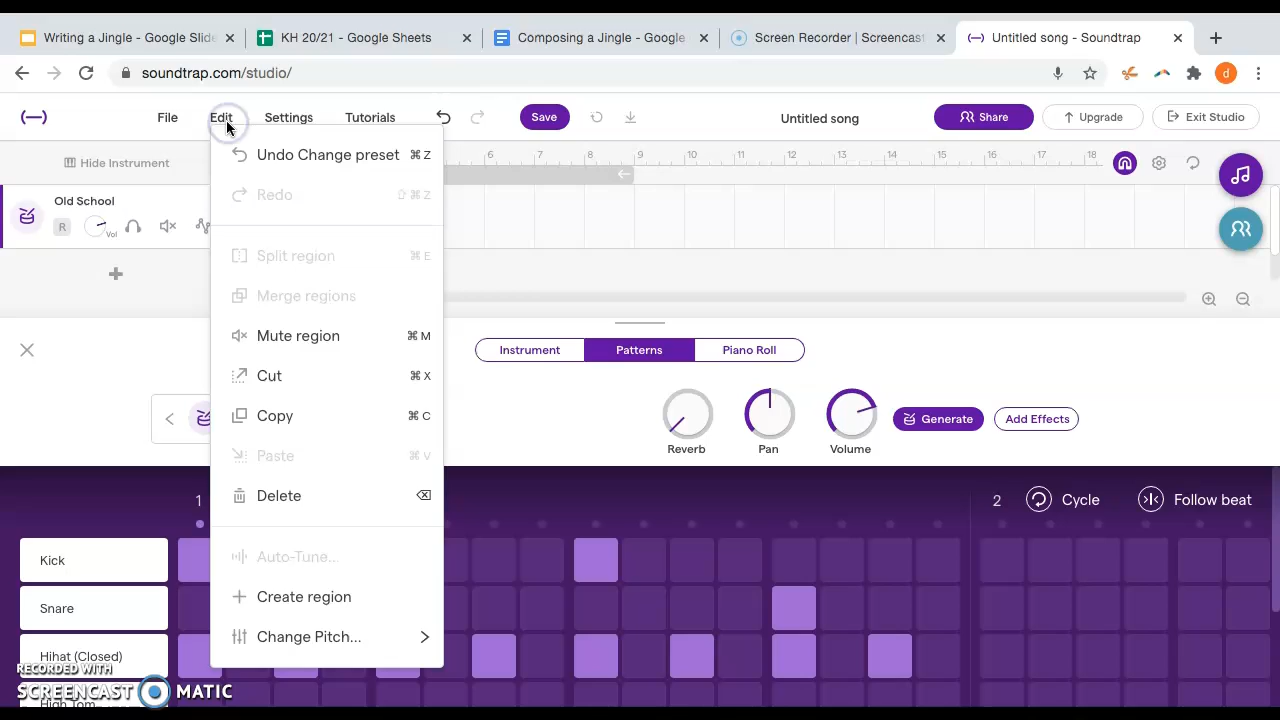 Writing a Jingle - Google Slide
KH 20/21 - Google Sheets
Composing a Jingle - Google
Screen Recorder | Screencast
Untitled song - Soundtrap
soundtrap.com/studio/
d
File
Edit
Settings
Tutorials
Save
Untitled song
Share
Upgrade
Exit Studio
Hide Instrument
6 7 8 9 10 11 12 13 14 15 16 17 18
Undo Change preset ⌘ Z
Redo ⇧ ⌘ Z
Split region ⌘ E
Merge regions
Mute region ⌘ M
Cut ⌘ X
Copy ⌘ C
Paste ⌘ V
Delete
Auto-Tune...
Create region
Change Pitch...
Old School
R
Vol
Instrument
Patterns
Piano Roll
Reverb
Pan
Volume
Generate
Add Effects
1
2
Cycle
Follow beat
Kick
Snare
Hihat (Closed)
High Tom
RECORDED WITH
SCREENCAST MATIC